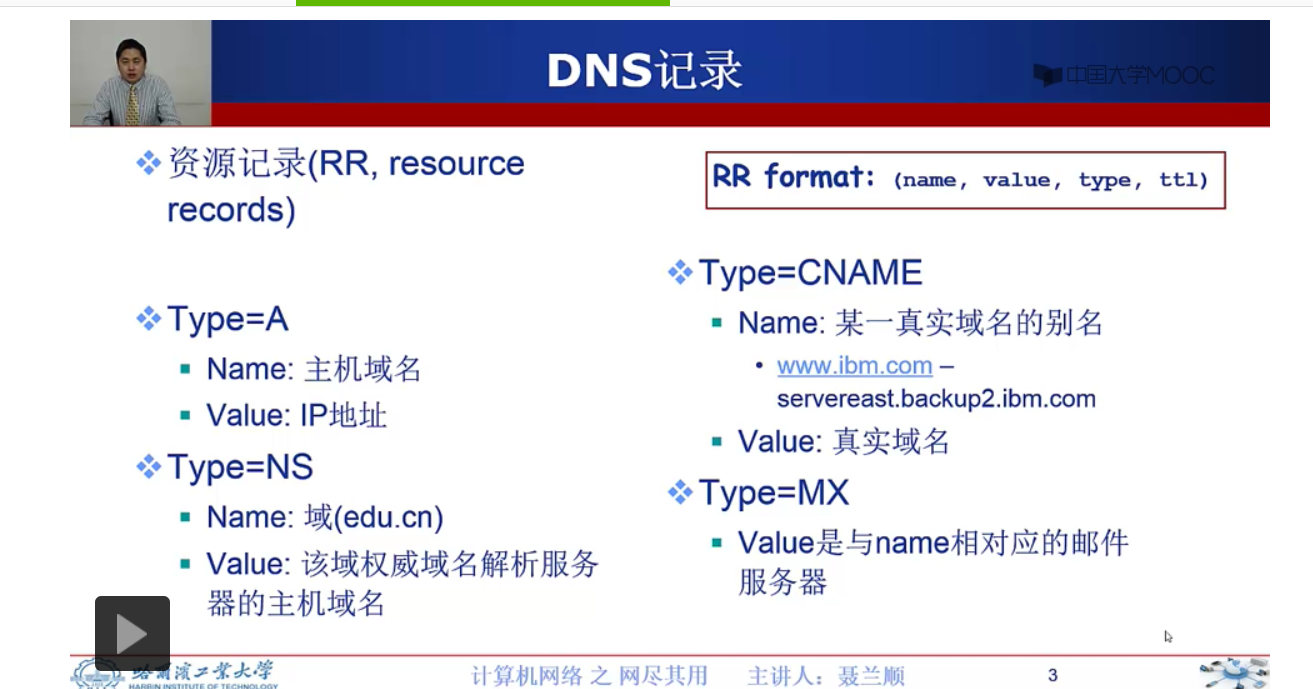 DNS记录
中国大学MOOC
资源记录(RR, resource
records)
RR format: (name, value, type, ttl)
Type=A
Name: 主机域名
Value: IP地址
Type=NS
Name: 域(edu.cn)
Value: 该域权威域名解析服务
器的主机域名
Type=CNAME
Name: 某一真实域名的别名
www.ibm.com –
servereast.backup2.ibm.com
Value: 真实域名
Type=MX
Value是与name相对应的邮件
服务器
哈尔滨工业大学
HARBIN INSTITUTE OF TECHNOLOGY
计算机网络 之 网尽其用
主讲人：聂兰顺
3